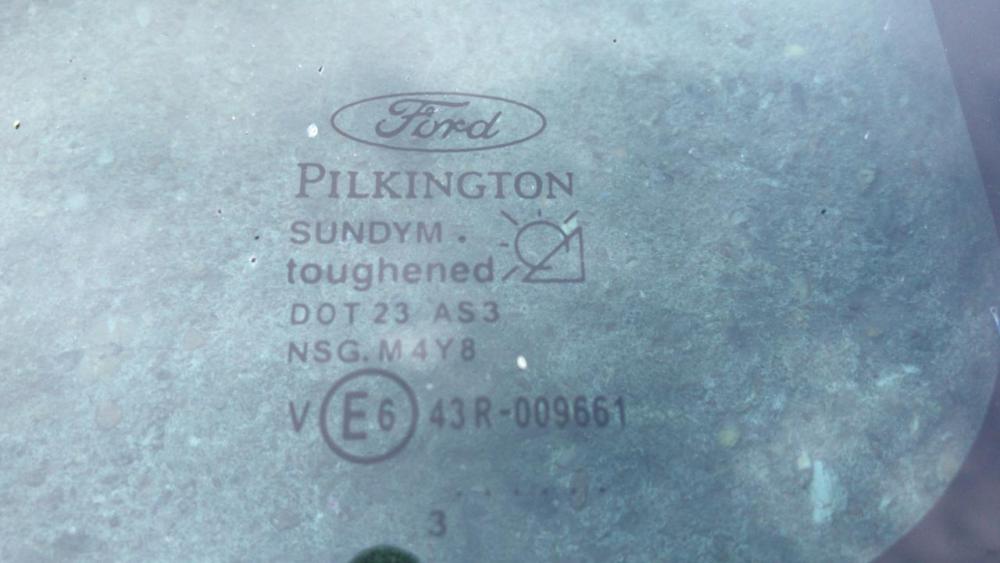 Ford
PILKINGTON
SUNDYM .
toughened
DOT 23 AS3
NSG. M4Y8
V E6 43R-009661
3